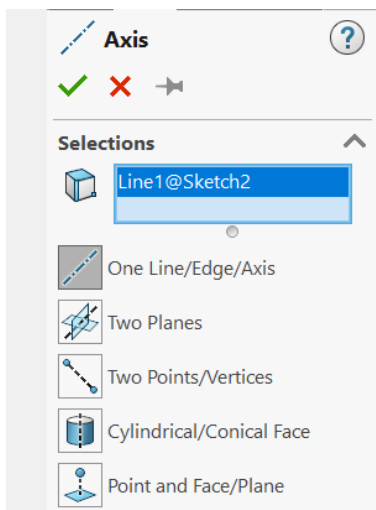 Axis
?
Selections
Line1@Sketch2
One Line/Edge/Axis
Two Planes
Two Points/Vertices
Cylindrical/Conical Face
Point and Face/Plane